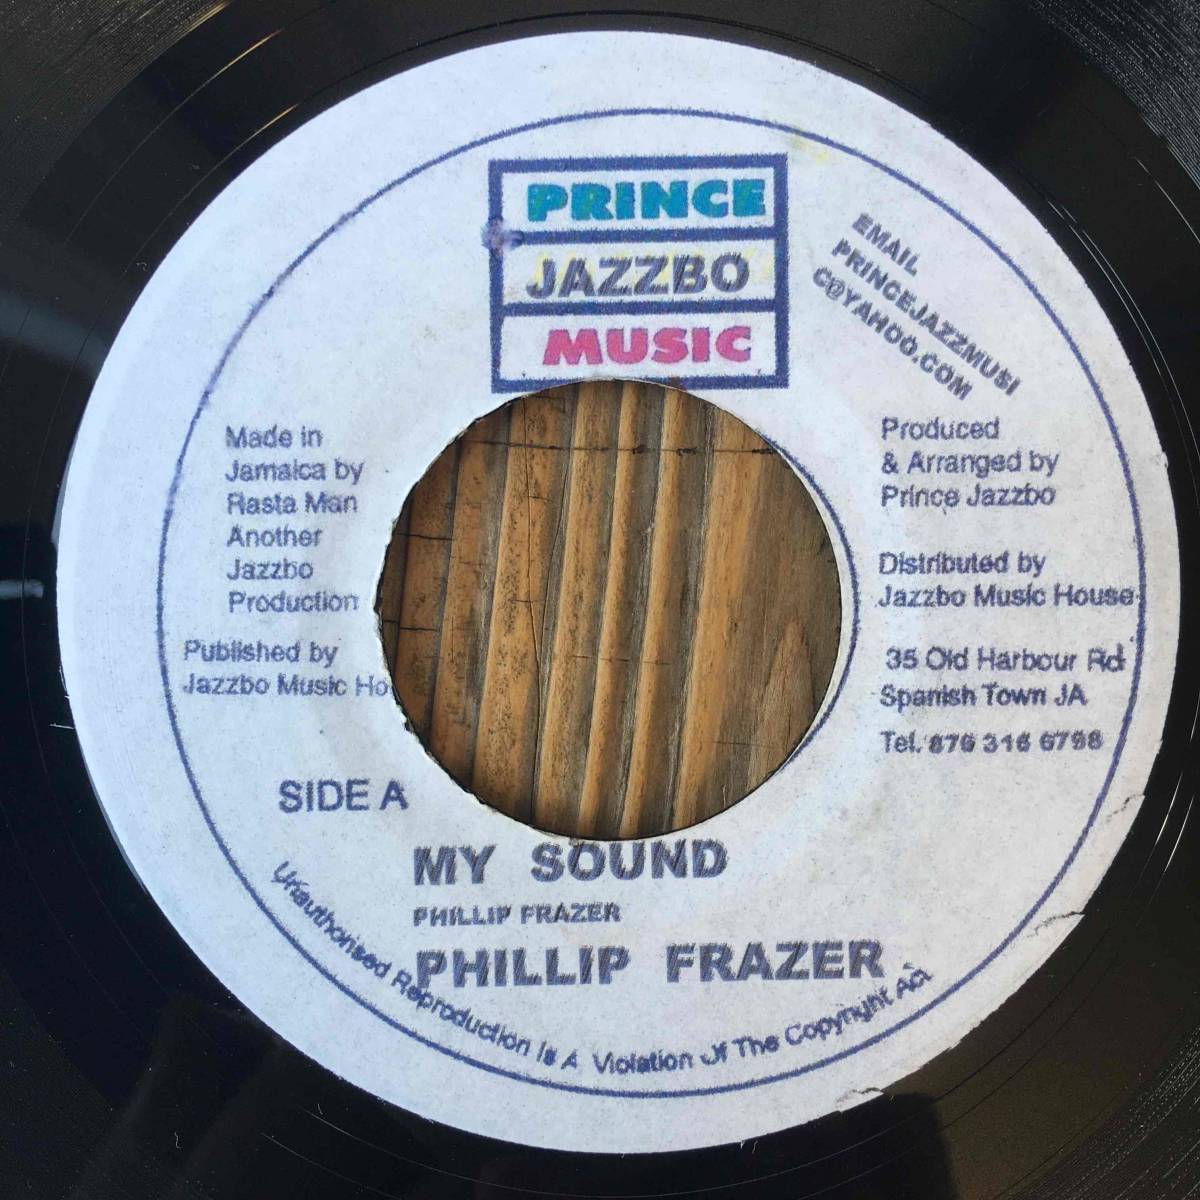 PRINCE
JAZZBO
MUSIC
EMAIL
PRINCEJAZZMUSI
C@YAHOO.COM
Made in
Jamaica by
Rasta Man
Another
Jazzbo
Production
Published by
Jazzbo Music Ho
Produced
& Arranged by
Prince Jazzbo
Distributed by
Jazzbo Music House
35 Old Harbour Rd
Spanish Town JA
Tel. 876 316 6798
SIDE A
MY SOUND
PHILLIP FRAZER
PHILLIP FRAZER
Unauthorised Reproduction Is A Violation Of The Copyright Act